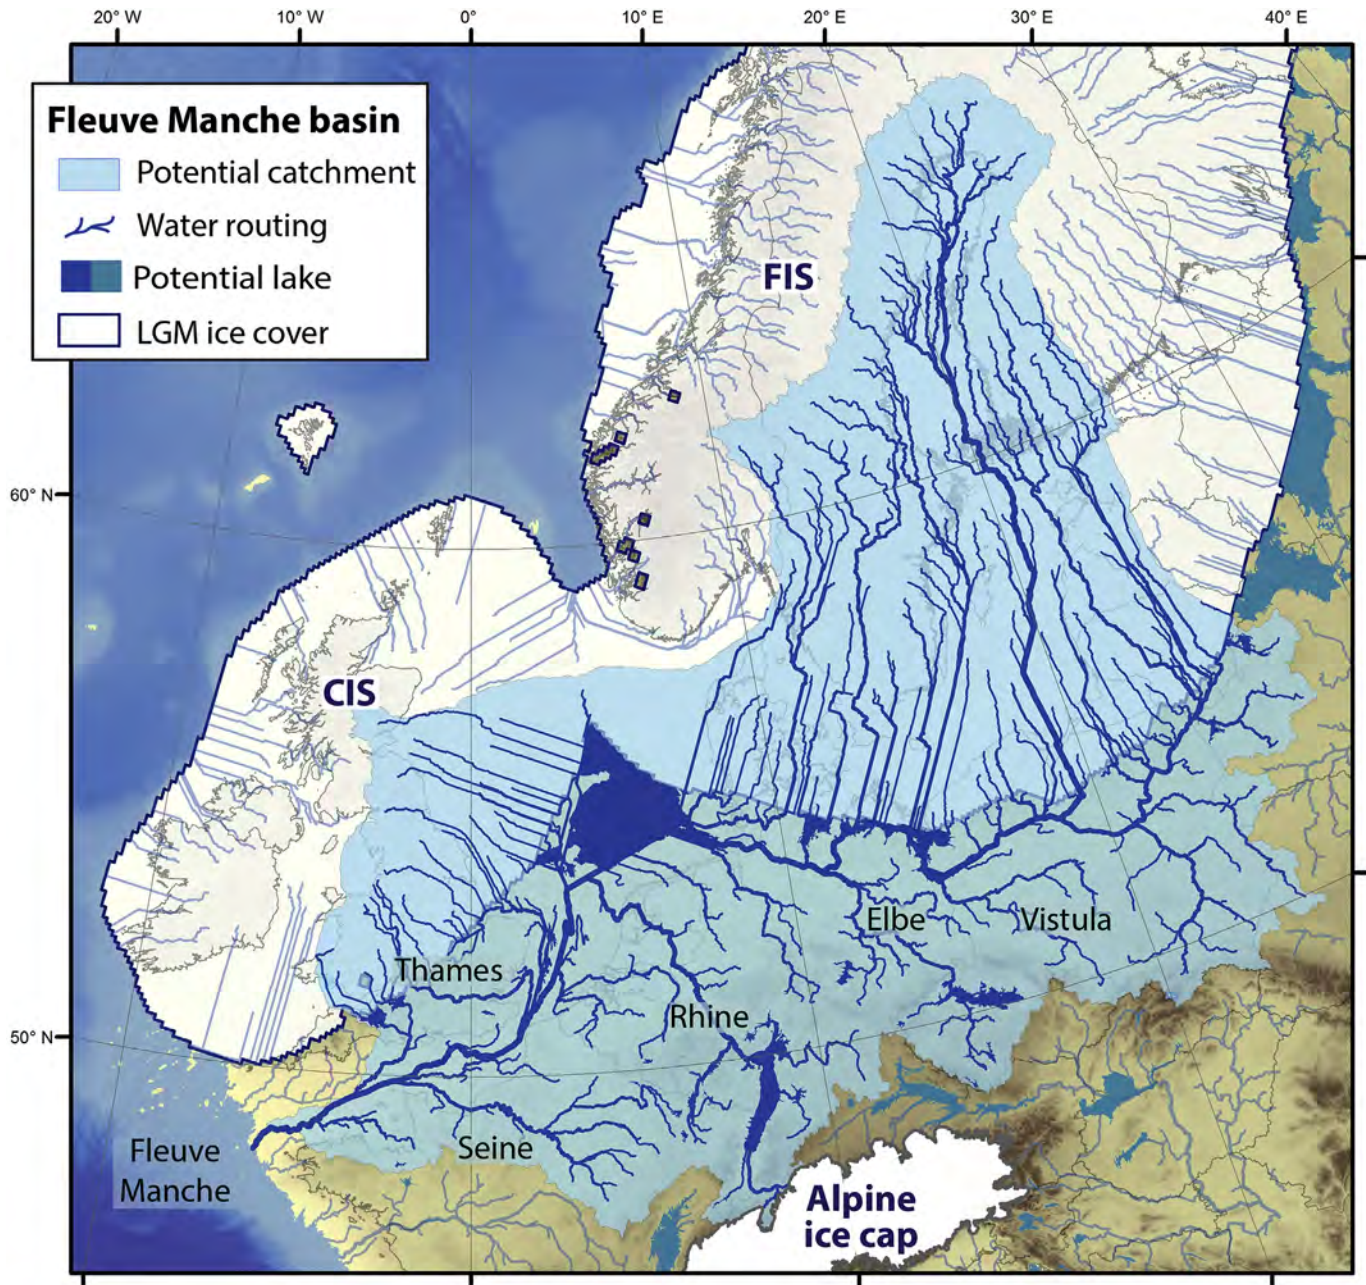 20° W 10° W 0° 10° E 20° E 30° E 40° E
Fleuve Manche basin
Potential catchment
Water routing
Potential lake
LGM ice cover
FIS
60° N
CIS
Elbe
Vistula
Thames
Rhine
50° N
Seine
Fleuve
Manche
Alpine
ice cap